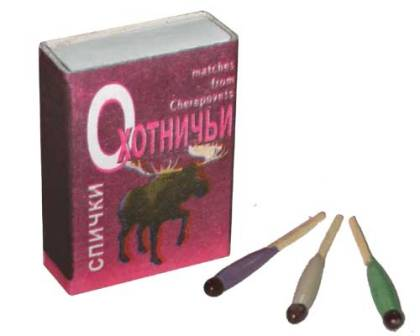 matches
from
Cherepovets
Охотничьи
СПИЧКИ